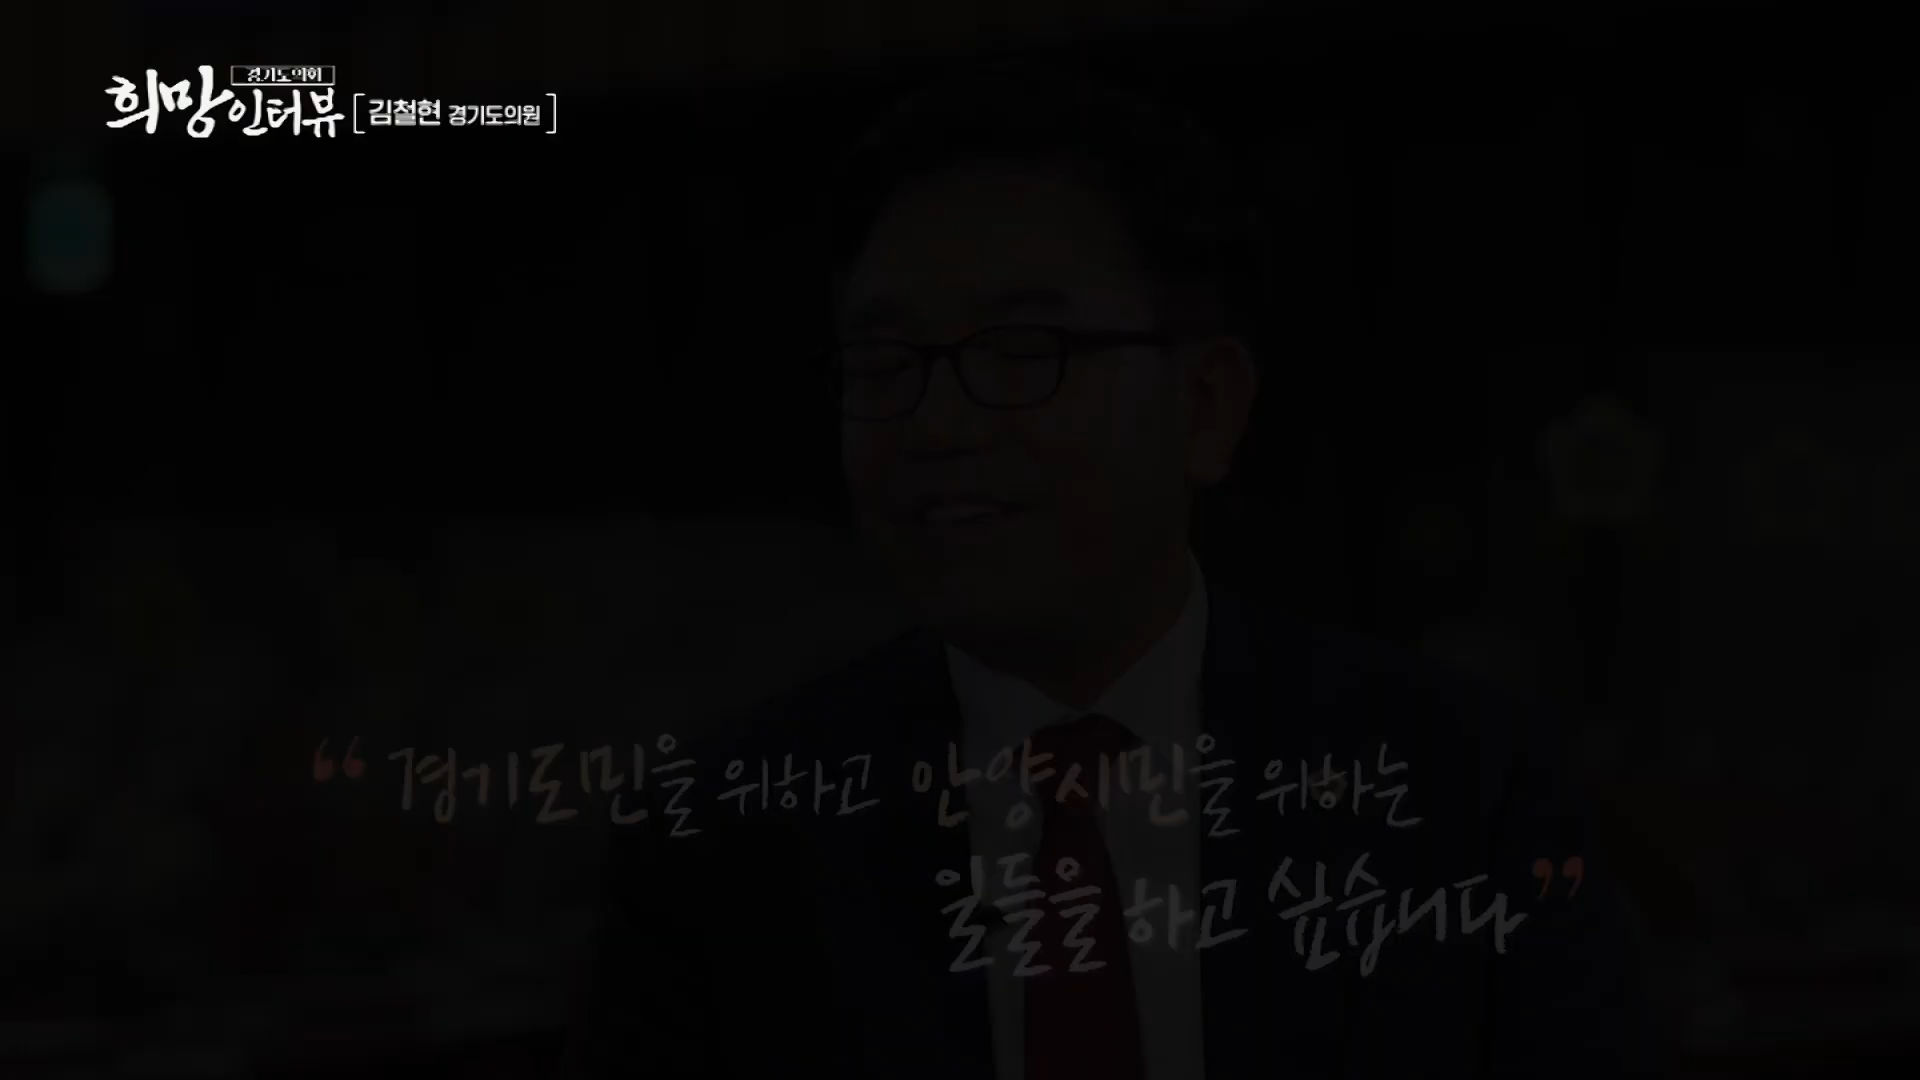 경기도의회
희망인터뷰 [김철현 경기도의원]
“경기도민을 위하고 안양시민을 위하는
일들을 하고 싶습니다”